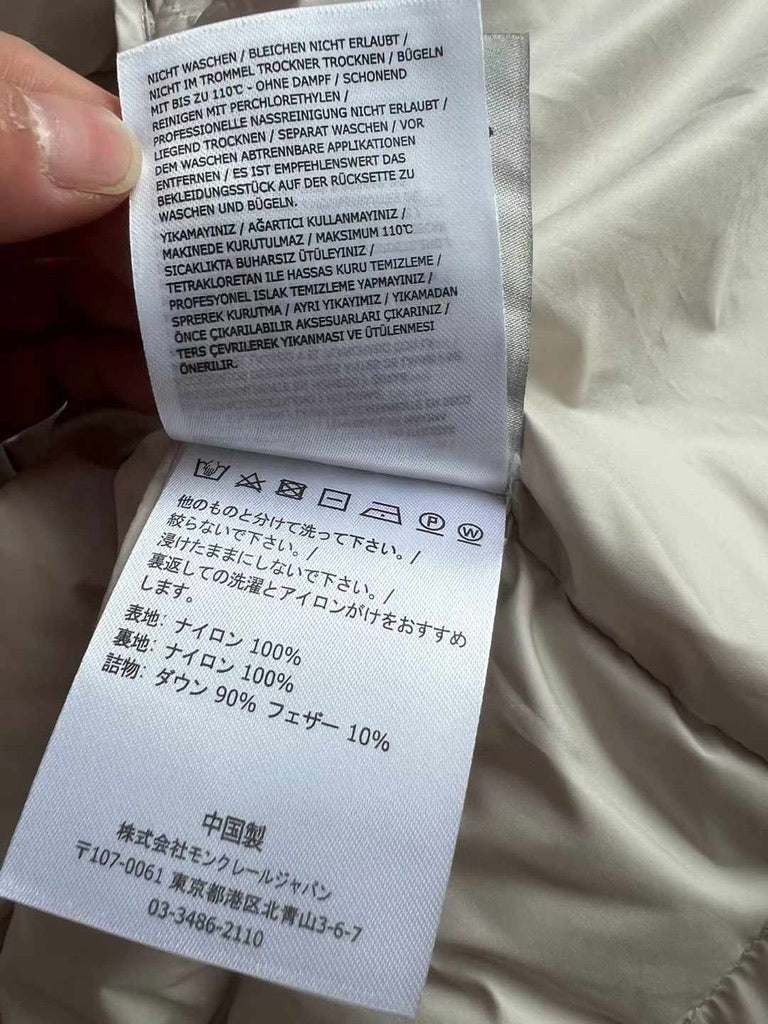 NICHT WASCHEN / BLEICHEN NICHT ERLAUBT /
NICHT IM TROMMEL TROCKNER TROCKNEN / BÜGELN
MIT BIS ZU 110℃ - OHNE DAMPF / SCHONEND
REINIGEN MIT PERCHLORETHYLEN /
PROFESSIONELLE NASSREINIGUNG NICHT ERLAUBT /
LIEGEND TROCKNEN / SEPARAT WASCHEN / VOR
DEM WASCHEN ABTRENNBARE APPLIKATIONEN
ENTFERNEN / ES IST EMPFEHLENSWERT DAS
BEKLEIDUNGSSTÜCK AUF DER RÜCKSETTE ZU
WASCHEN UND BÜGELN.
YIKAMAYINIZ / AĞARTICI KULLANMAYINIZ /
MAKINEDE KURUTULMAZ / MAKSIMUM 110℃
SICAKLIKTA BUHARSIZ ÜTÜLEYINIZ /
TETRAKLORETAN ILE HASSAS KURU TEMIZLEME /
PROFESYONEL ISLAK TEMIZLEME YAPMAYINIZ /
SPREREK KURUTMA / AYRI YIKAYIMIZ / YIKAMADAN
ÖNCE ÇIKARILABILIR AKSESUARLARI ÇIKARINIZ /
TERS ÇEVRILEREK YIKANMASI VE ÜTÜLENMESI
ÖNERILIR.
P W
他のものと分けて洗って下さい。/
絞らないで下さい。/
浸けたままにしないで下さい。/
裏返しての洗濯とアイロンがけをおすすめ
します。
表地: ナイロン 100%
裏地: ナイロン 100%
詰物: ダウン 90% フェザー 10%
中国製
株式会社モンクレールジャパン
〒107-0061 東京都港区北青山3-6-7
03-3486-2110